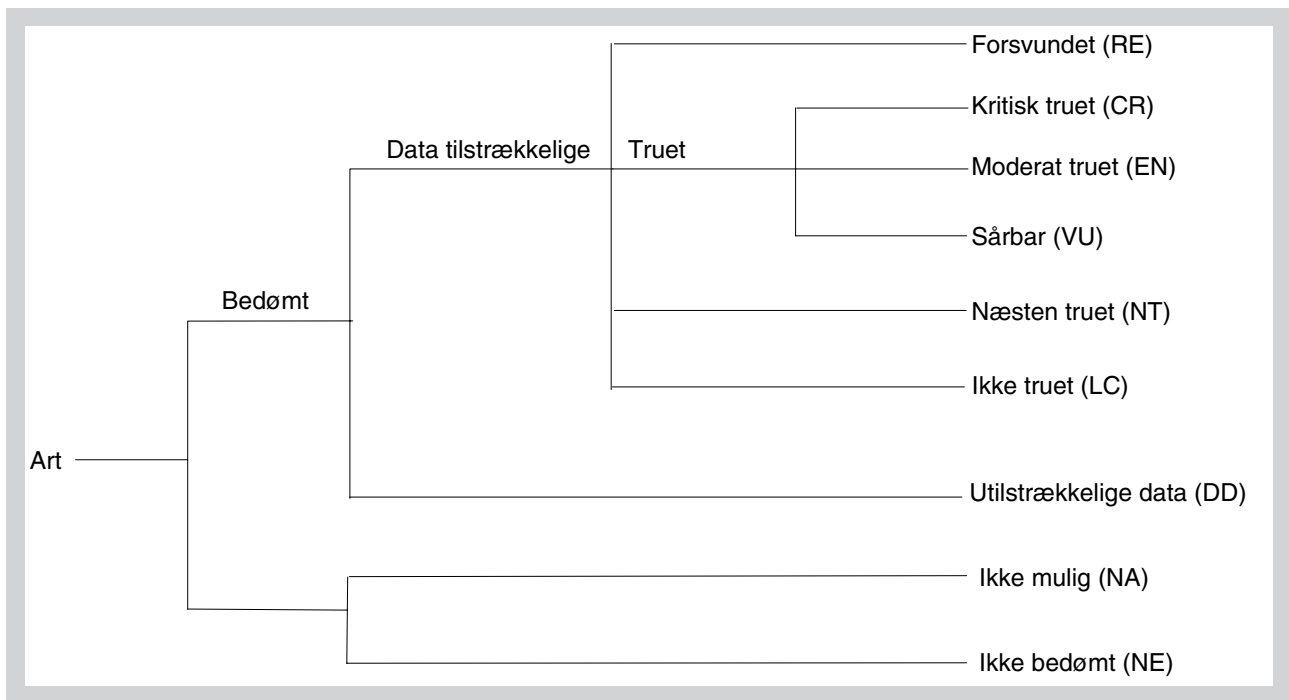 Forsvundet (RE)
Kritisk truet (CR)
Data tilstrækkelige
Truet
Moderat truet (EN)
Sårbar (VU)
Bedømt
Næsten truet (NT)
Ikke truet (LC)
Art
Utilstrækkelige data (DD)
Ikke mulig (NA)
Ikke bedømt (NE)